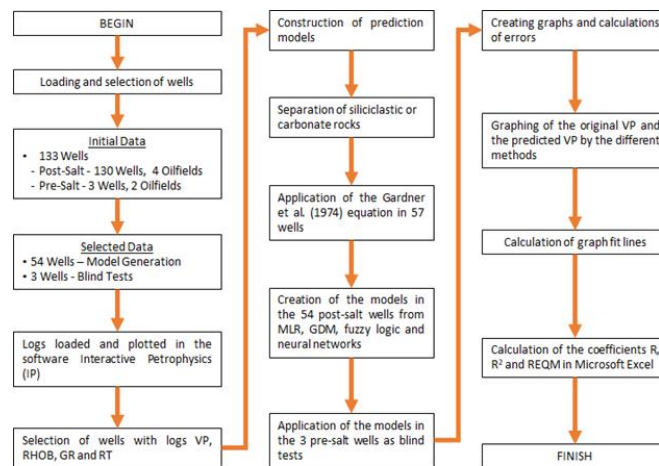 BEGIN
Loading and selection of wells
Initial Data
• 133 Wells
- Post-Salt - 130 Wells, 4 Oilfields
- Pre-Salt - 3 Wells, 2 Oilfields
Selected Data
• 54 Wells – Model Generation
• 3 Wells - Blind Tests
Logs loaded and plotted in the
software Interactive Petrophysics
(IP)
Selection of wells with logs VP,
RHOB, GR and RT
Construction of prediction
models
Separation of siliciclastic or
carbonate rocks
Application of the Gardner
et al. (1974) equation in 57
wells
Creation of the models in
the 54 post-salt wells from
MLR, GDM, fuzzy logic and
neural networks
Application of the models in
the 3 pre-salt wells as blind
tests
Creating graphs and calculations
of errors
Graphing of the original VP and
the predicted VP by the different
methods
Calculation of graph fit lines
Calculation of the coefficients R,
R² and REQM in Microsoft Excel
FINISH